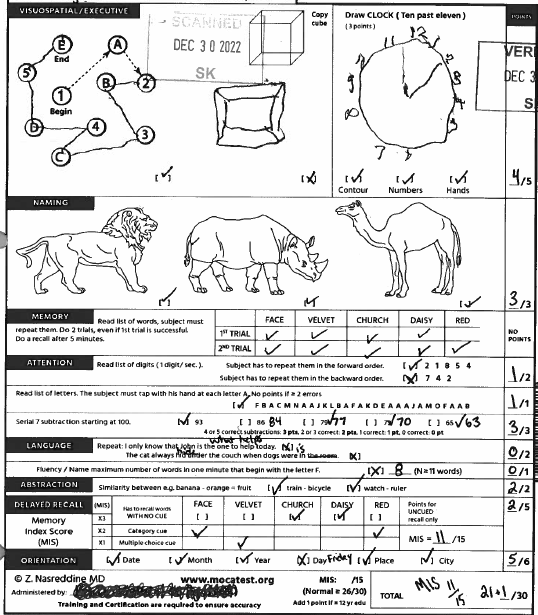 VISUOSPATIAL/EXECUTIVE
Copy cube
Draw CLOCK (Ten past eleven)
(3 points)
POINTS
SCANNED
DEC 30 2022
SK
VERI
DEC 3
S
E
End
A
5
B
2
1
Begin
D
4
3
C
[✓]
[X]
[✓]
[✓]
[✓]
Contour
Numbers
Hands
4/5
NAMING
[✓]
[✓]
[✓]
3/3
MEMORY
Read list of words, subject must repeat them. Do 2 trials, even if 1st trial is successful. Do a recall after 5 minutes.
FACE VELVET CHURCH DAISY RED
1ST TRIAL ✓ ✓ ✓ ✓ ✓
2ND TRIAL ✓ ✓ ✓ ✓ ✓
NO POINTS
ATTENTION
Read list of digits (1 digit/ sec.).
Subject has to repeat them in the forward order. [✓] 2 1 8 5 4
Subject has to repeat them in the backward order. [X] 7 4 2
1/2
Read list of letters. The subject must tap with his hand at each letter A. No points if ≥ 2 errors
[✓] F B A C M N A A J K L B A F A K D E A A A J A M O F A A B
1/1
Serial 7 subtraction starting at 100. [✓] 93 [ ] 86 84 [ ] 79 ✓77 [ ] 72 ✓70 [ ] 65 ✓63
4 or 5 correct subtractions: 3 pts, 2 or 3 correct: 2 pts, 1 correct: 1 pt, 0 correct: 0 pt
3/3
LANGUAGE
Repeat: I only know that John is the one to help today. [X] is
what helps
The cat always hid under the couch when dogs were in the room. [X]
0/2
Fluency / Name maximum number of words in one minute that begin with the letter F. [X] 8 (N ≥ 11 words)
0/1
ABSTRACTION
Similarity between e.g. banana - orange = fruit [✓] train - bicycle [✓] watch - ruler
2/2
DELAYED RECALL
Memory Index Score (MIS)
(MIS)
Has to recall words
FACE VELVET CHURCH DAISY RED
X3 WITH NO CUE [ ] [ ] [✓] [✓] [ ]
X2 Category cue ✓ ✓
X1 Multiple choice cue ✓
Points for UNCUED recall only
MIS = 11 /15
2/5
ORIENTATION
[✓] Date [✓] Month [✓] Year [X] Day Friday [✓] Place [✓] City
5/6
© Z. Nasreddine MD
www.mocatest.org
MIS: /15
(Normal ≥ 26/30)
Add 1 point if ≤ 12 yr edu
Administered by:
Training and Certification are required to ensure accuracy
TOTAL MIS 11/15 21+1 /30